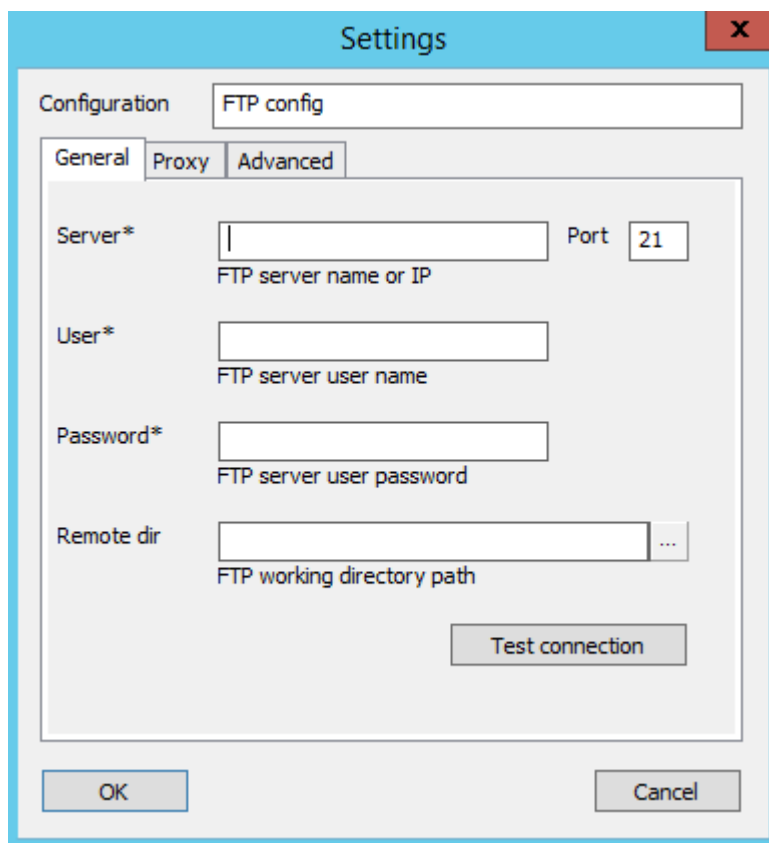 Settings
x
Configuration FTP config
General Proxy Advanced
Server* Port 21
FTP server name or IP
User*
FTP server user name
Password*
FTP server user password
Remote dir ...
FTP working directory path
Test connection
OK Cancel